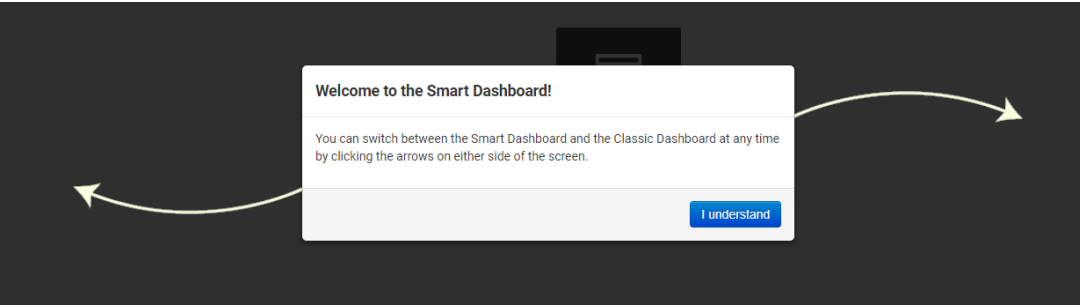 Welcome to the Smart Dashboard!
You can switch between the Smart Dashboard and the Classic Dashboard at any time
by clicking the arrows on either side of the screen.
I understand